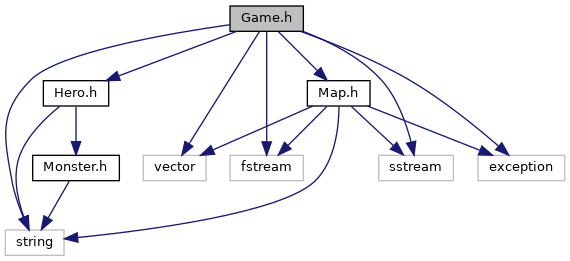 Game.h
Hero.h
Map.h
Monster.h
vector
fstream
sstream
exception
string